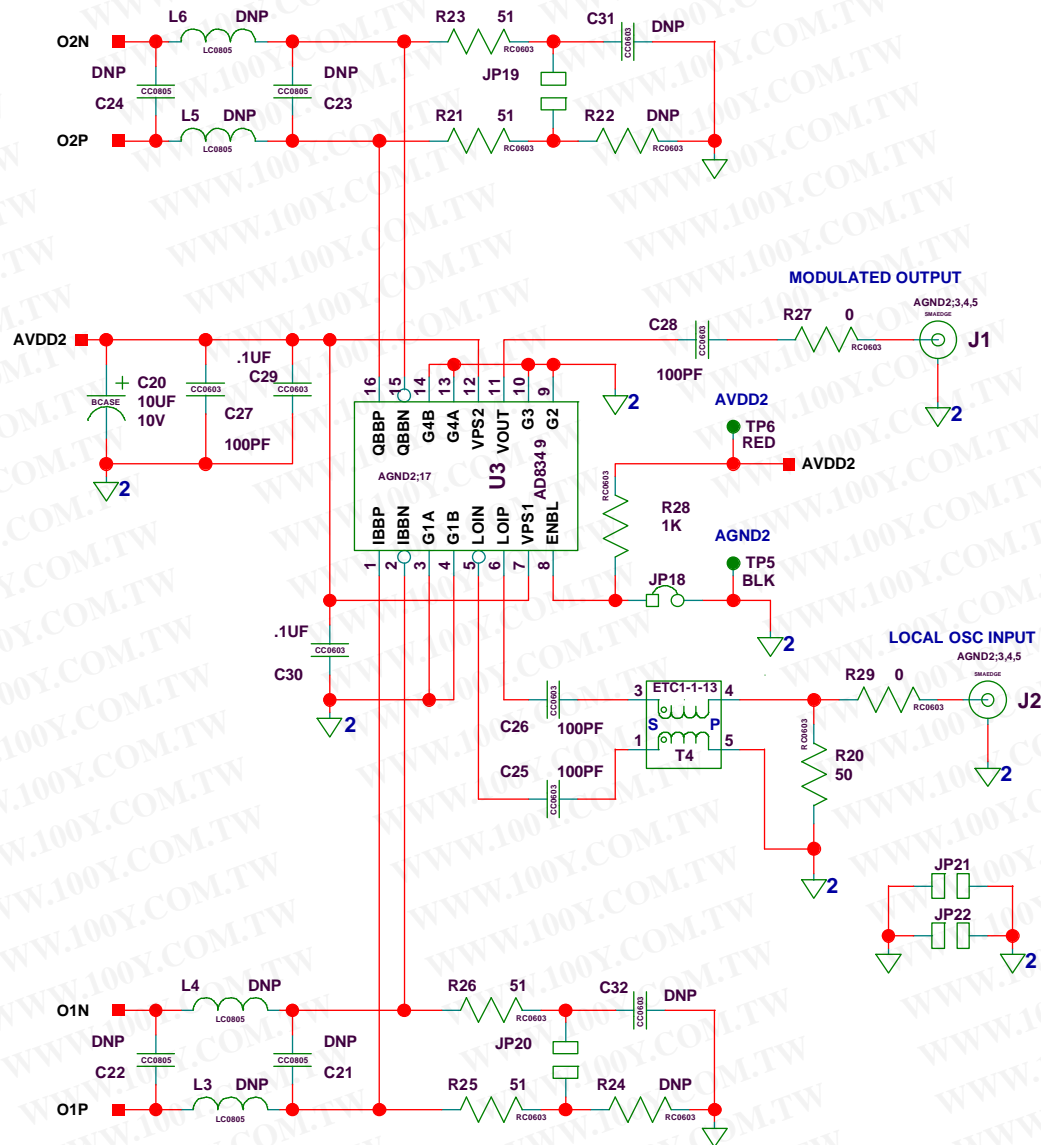 L6 DNP
R23 51
C31 DNP
O2N
LC0805
RC0603
CC0603
DNP
CC0805
C24
DNP
CC0805
C23
JP19
L5 DNP
R21 51
R22 DNP
O2P
LC0805
RC0603
RC0603
MODULATED OUTPUT
AGND2;3,4,5
SMAEDGE
R27 0
J1
C28
CC0603
RC0603
100PF
2
AVDD2
C20
10UF
10V
BCASE
CC0603
C27
100PF
.1UF
C29
CC0603
2
16 15 14 13 12 11 10 9
QBBP QBBN G4B G4A VPS2 VOUT G3 G2
AGND2;17
U3
AD8349
IBBP IBBN G1A G1B LOIN LOIP VPS1 ENBL
1 2 3 4 5 6 7 8
2
AVDD2
TP6
RED
AVDD2
RC0603
R28
1K
AGND2
TP5
BLK
JP18
2
.1UF
CC0603
C30
2
LOCAL OSC INPUT
AGND2;3,4,5
SMAEDGE
R29 0
RC0603
J2
2
C26
CC0603
100PF
C25
CC0603
100PF
3 ETC1-1-13 4
S P
1 T4 5
RC0603
R20
50
2
JP21
JP22
2
L4 DNP
R26 51
C32 DNP
O1N
LC0805
RC0603
CC0603
DNP
CC0805
C22
DNP
CC0805
C21
JP20
L3 DNP
R25 51
R24 DNP
O1P
LC0805
RC0603
RC0603
WWW.100Y.COM.TW